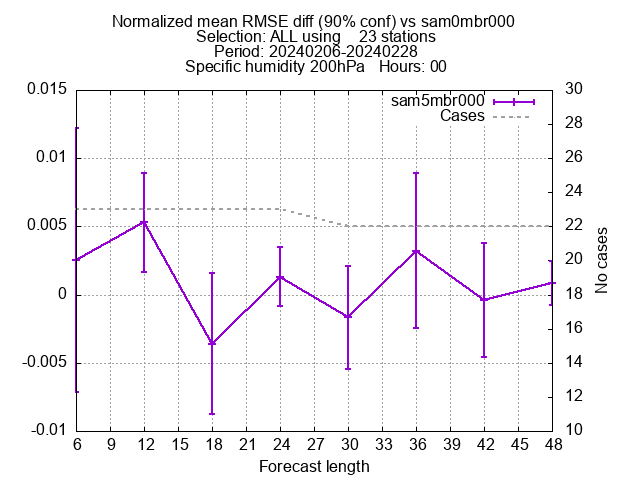 Normalized mean RMSE diff (90% conf) vs sam0mbr000
Selection: ALL using    23 stations
Period: 20240206-20240228
Specific humidity 200hPa   Hours: 00
sam5mbr000
Cases
0.015
0.01
0.005
0
-0.005
-0.01
30
28
26
24
22
20
18
16
14
12
10
No cases
6 9 12 15 18 21 24 27 30 33 36 39 42 45 48
Forecast length